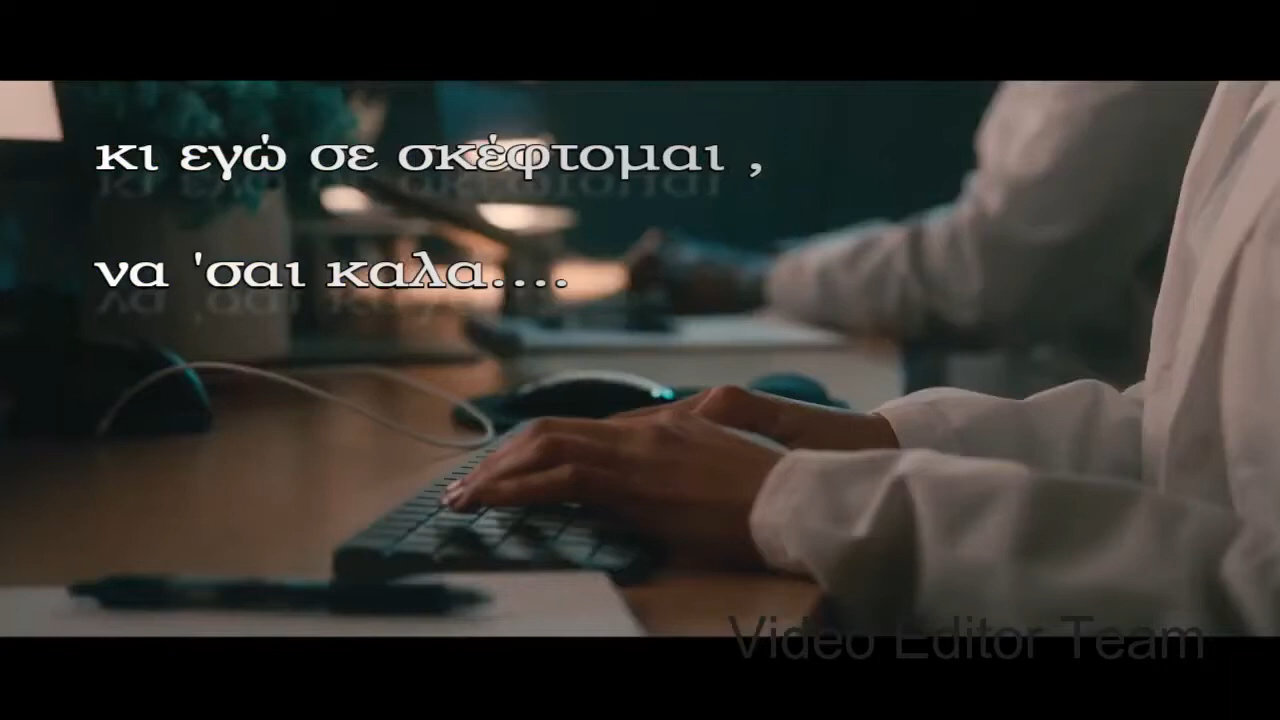 κι εγώ σε σκέφτομαι ,
να 'σαι καλα....
Video Editor Team